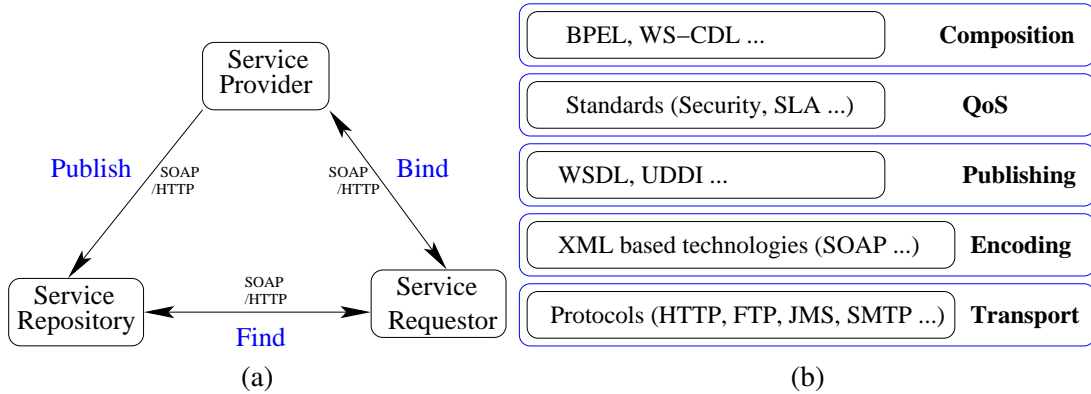 Service
Provider
Publish
SOAP
/HTTP
SOAP
/HTTP
Bind
Service
Repository
SOAP
/HTTP
Find
Service
Requestor
(a)
BPEL, WS−CDL ... Composition
Standards (Security, SLA ...) QoS
WSDL, UDDI ... Publishing
XML based technologies (SOAP ...) Encoding
Protocols (HTTP, FTP, JMS, SMTP ...) Transport
(b)